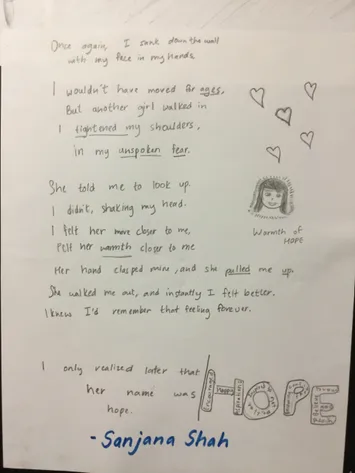 Once again, I sank down the wall
with my face in my hands.
I wouldn't have moved for ages,
But another girl walked in
I tightened my shoulders,
in my unspoken fear.
She told me to look up.
I didn't, shaking my head.
I felt her move closer to me,
Felt her warmth closer to me
Her hand clasped mine, and she pulled me up.
She walked me out, and instantly I felt better.
I knew I'd remember that feeling forever.
Warmth of
HOPE
I only realised later that
her name was
hope.
HOPE
- Sanjana Shah